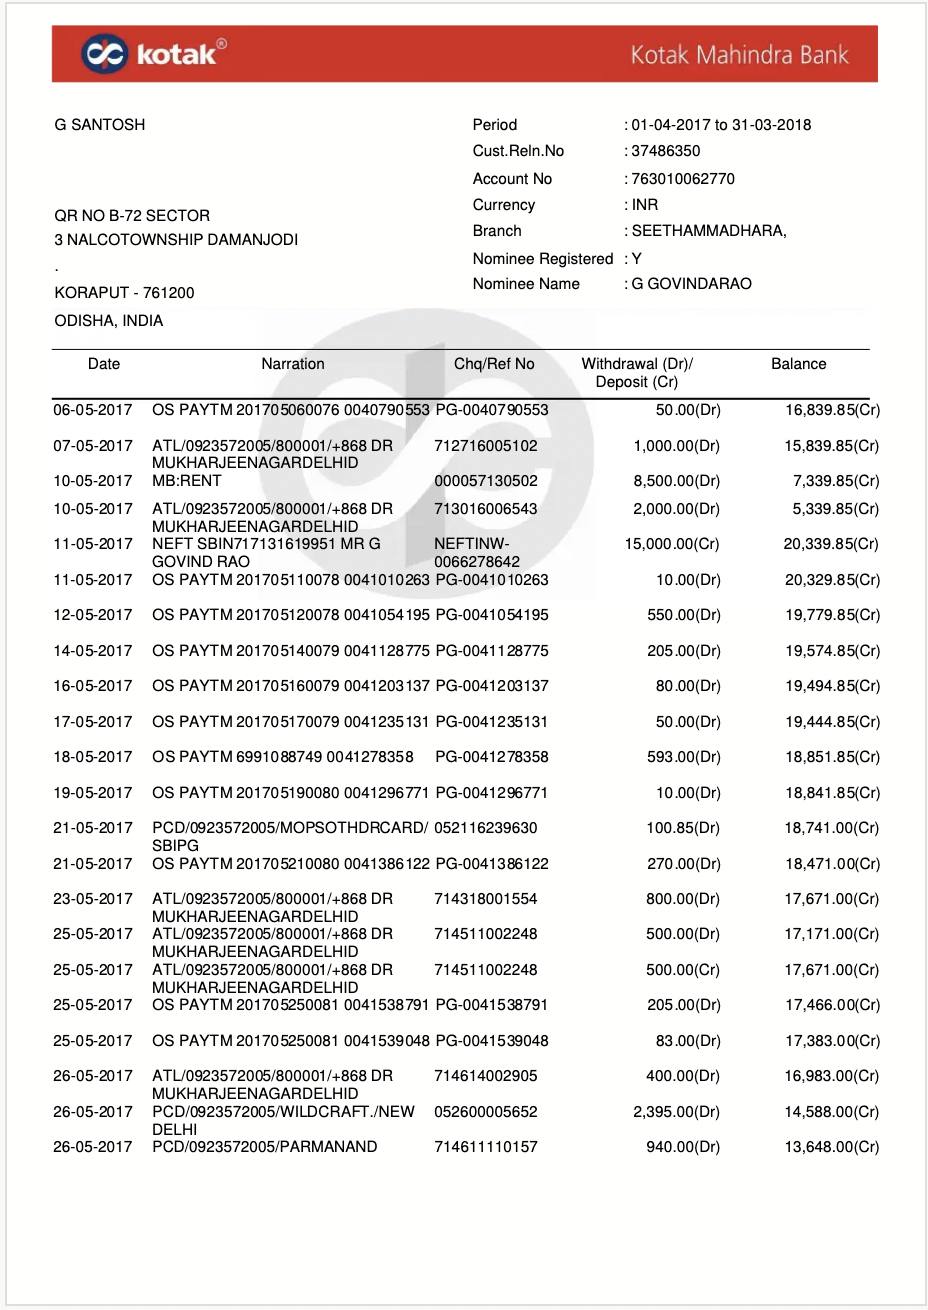 kotak®
Kotak Mahindra Bank
G SANTOSH
QR NO B-72 SECTOR
3 NALCOTOWNSHIP DAMANJODI
.
KORAPUT - 761200
ODISHA, INDIA
Period : 01-04-2017 to 31-03-2018
Cust.Reln.No : 37486350
Account No : 763010062770
Currency : INR
Branch : SEETHAMMADHARA,
Nominee Registered : Y
Nominee Name : G GOVINDARAO
Date Narration Chq/Ref No Withdrawal (Dr)/ Balance
Deposit (Cr)
06-05-2017 OS PAYTM 201705060076 0040790553 PG-0040790553 50.00(Dr) 16,839.85(Cr)
07-05-2017 ATL/0923572005/800001/+868 DR 712716005102 1,000.00(Dr) 15,839.85(Cr)
MUKHARJEENAGARDELHID
10-05-2017 MB:RENT 000057130502 8,500.00(Dr) 7,339.85(Cr)
10-05-2017 ATL/0923572005/800001/+868 DR 713016006543 2,000.00(Dr) 5,339.85(Cr)
MUKHARJEENAGARDELHID
11-05-2017 NEFT SBIN717131619951 MR G NEFTINW- 15,000.00(Cr) 20,339.85(Cr)
GOVIND RAO 0066278642
11-05-2017 OS PAYTM 201705110078 0041010263 PG-0041010263 10.00(Dr) 20,329.85(Cr)
12-05-2017 OS PAYTM 201705120078 0041054195 PG-0041054195 550.00(Dr) 19,779.85(Cr)
14-05-2017 OS PAYTM 201705140079 0041128775 PG-0041128775 205.00(Dr) 19,574.85(Cr)
16-05-2017 OS PAYTM 201705160079 0041203137 PG-0041203137 80.00(Dr) 19,494.85(Cr)
17-05-2017 OS PAYTM 201705170079 0041235131 PG-0041235131 50.00(Dr) 19,444.85(Cr)
18-05-2017 OS PAYTM 6991088749 0041278358 PG-0041278358 593.00(Dr) 18,851.85(Cr)
19-05-2017 OS PAYTM 201705190080 0041296771 PG-0041296771 10.00(Dr) 18,841.85(Cr)
21-05-2017 PCD/0923572005/MOPSOTHDRCARD/ 052116239630 100.85(Dr) 18,741.00(Cr)
SBIPG
21-05-2017 OS PAYTM 201705210080 0041386122 PG-0041386122 270.00(Dr) 18,471.00(Cr)
23-05-2017 ATL/0923572005/800001/+868 DR 714318001554 800.00(Dr) 17,671.00(Cr)
MUKHARJEENAGARDELHID
25-05-2017 ATL/0923572005/800001/+868 DR 714511002248 500.00(Dr) 17,171.00(Cr)
MUKHARJEENAGARDELHID
25-05-2017 ATL/0923572005/800001/+868 DR 714511002248 500.00(Cr) 17,671.00(Cr)
MUKHARJEENAGARDELHID
25-05-2017 OS PAYTM 201705250081 0041538791 PG-0041538791 205.00(Dr) 17,466.00(Cr)
25-05-2017 OS PAYTM 201705250081 0041539048 PG-0041539048 83.00(Dr) 17,383.00(Cr)
26-05-2017 ATL/0923572005/800001/+868 DR 714614002905 400.00(Dr) 16,983.00(Cr)
MUKHARJEENAGARDELHID
26-05-2017 PCD/0923572005/WILDCRAFT./NEW 052600005652 2,395.00(Dr) 14,588.00(Cr)
DELHI
26-05-2017 PCD/0923572005/PARMANAND 714611110157 940.00(Dr) 13,648.00(Cr)